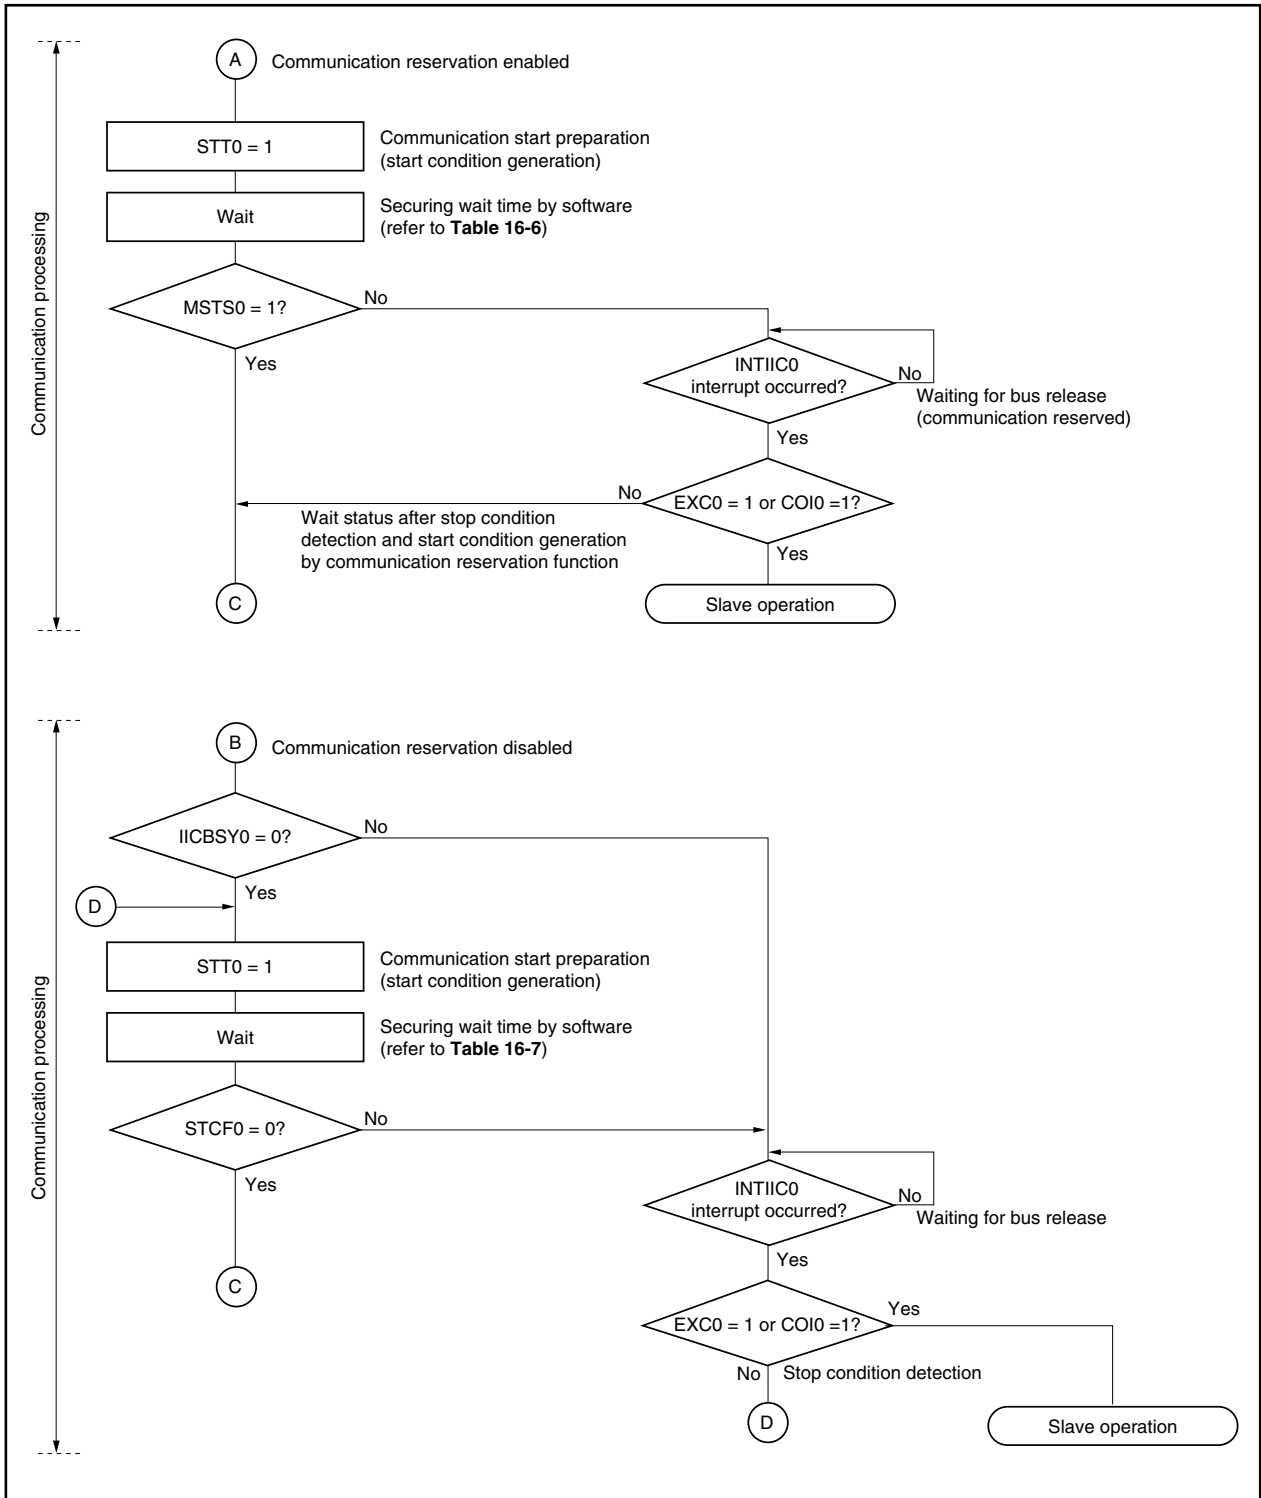 Communication processing
A
Communication reservation enabled
STT0 = 1
Communication start preparation
(start condition generation)
Wait
Securing wait time by software
(refer to Table 16-6)
MSTS0 = 1?
No
Yes
INTIIC0
interrupt occurred?
No
Waiting for bus release
(communication reserved)
Yes
EXC0 = 1 or COI0 =1?
No
Wait status after stop condition
detection and start condition generation
by communication reservation function
Yes
C
Slave operation
Communication processing
B
Communication reservation disabled
IICBSY0 = 0?
No
Yes
D
STT0 = 1
Communication start preparation
(start condition generation)
Wait
Securing wait time by software
(refer to Table 16-7)
STCF0 = 0?
No
Yes
INTIIC0
interrupt occurred?
No
Waiting for bus release
Yes
C
EXC0 = 1 or COI0 =1?
Yes
No
Stop condition detection
D
Slave operation